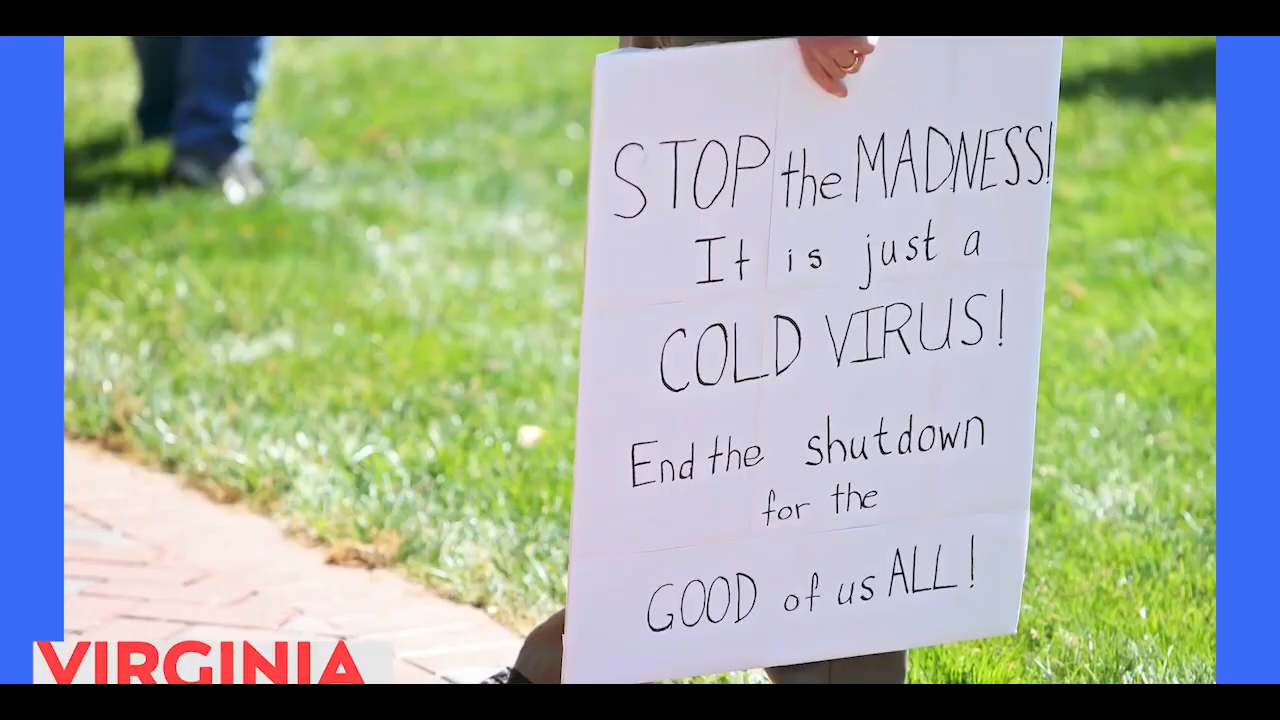 STOP the MADNESS!
It is just a
COLD VIRUS!
End the shutdown
for the
GOOD of us ALL!
VIRGINIA